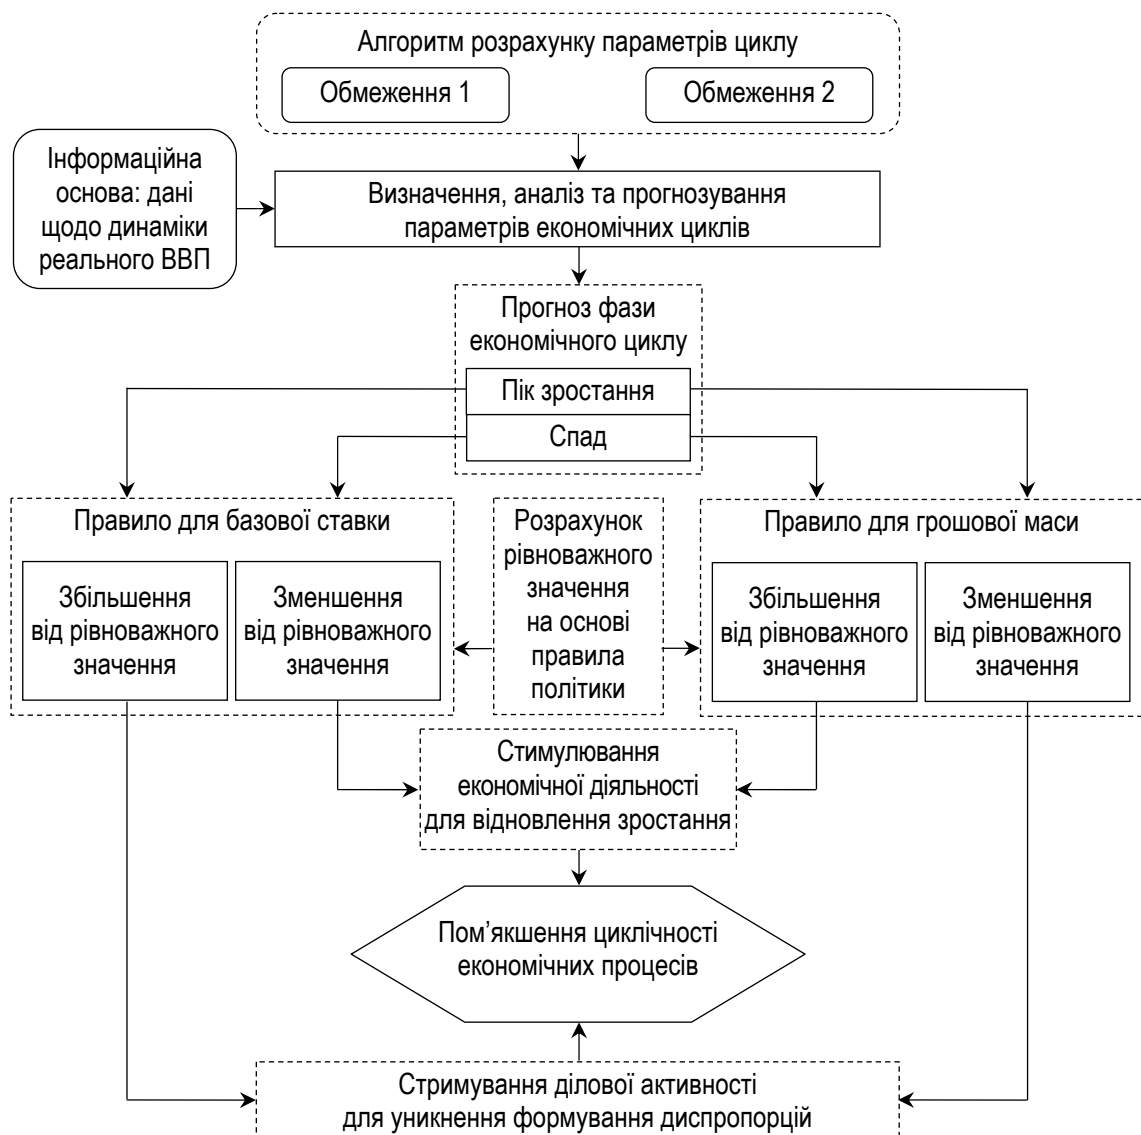 Алгоритм розрахунку параметрів циклу
Обмеження 1
Обмеження 2
Інформаційна
основа: дані
щодо динаміки
реального ВВП
Визначення, аналіз та прогнозування
параметрів економічних циклів
Прогноз фази
економічного циклу
Пік зростання
Спад
Правило для базової ставки
Збільшення
від рівноважного
значення
Зменшення
від рівноважного
значення
Розрахунок
рівноважного
значення
на основі
правила
політики
Правило для грошової маси
Збільшення
від рівноважного
значення
Зменшення
від рівноважного
значення
Стимулювання
економічної діяльності
для відновлення зростання
Пом’якшення циклічності
економічних процесів
Стримування ділової активності
для уникнення формування диспропорцій